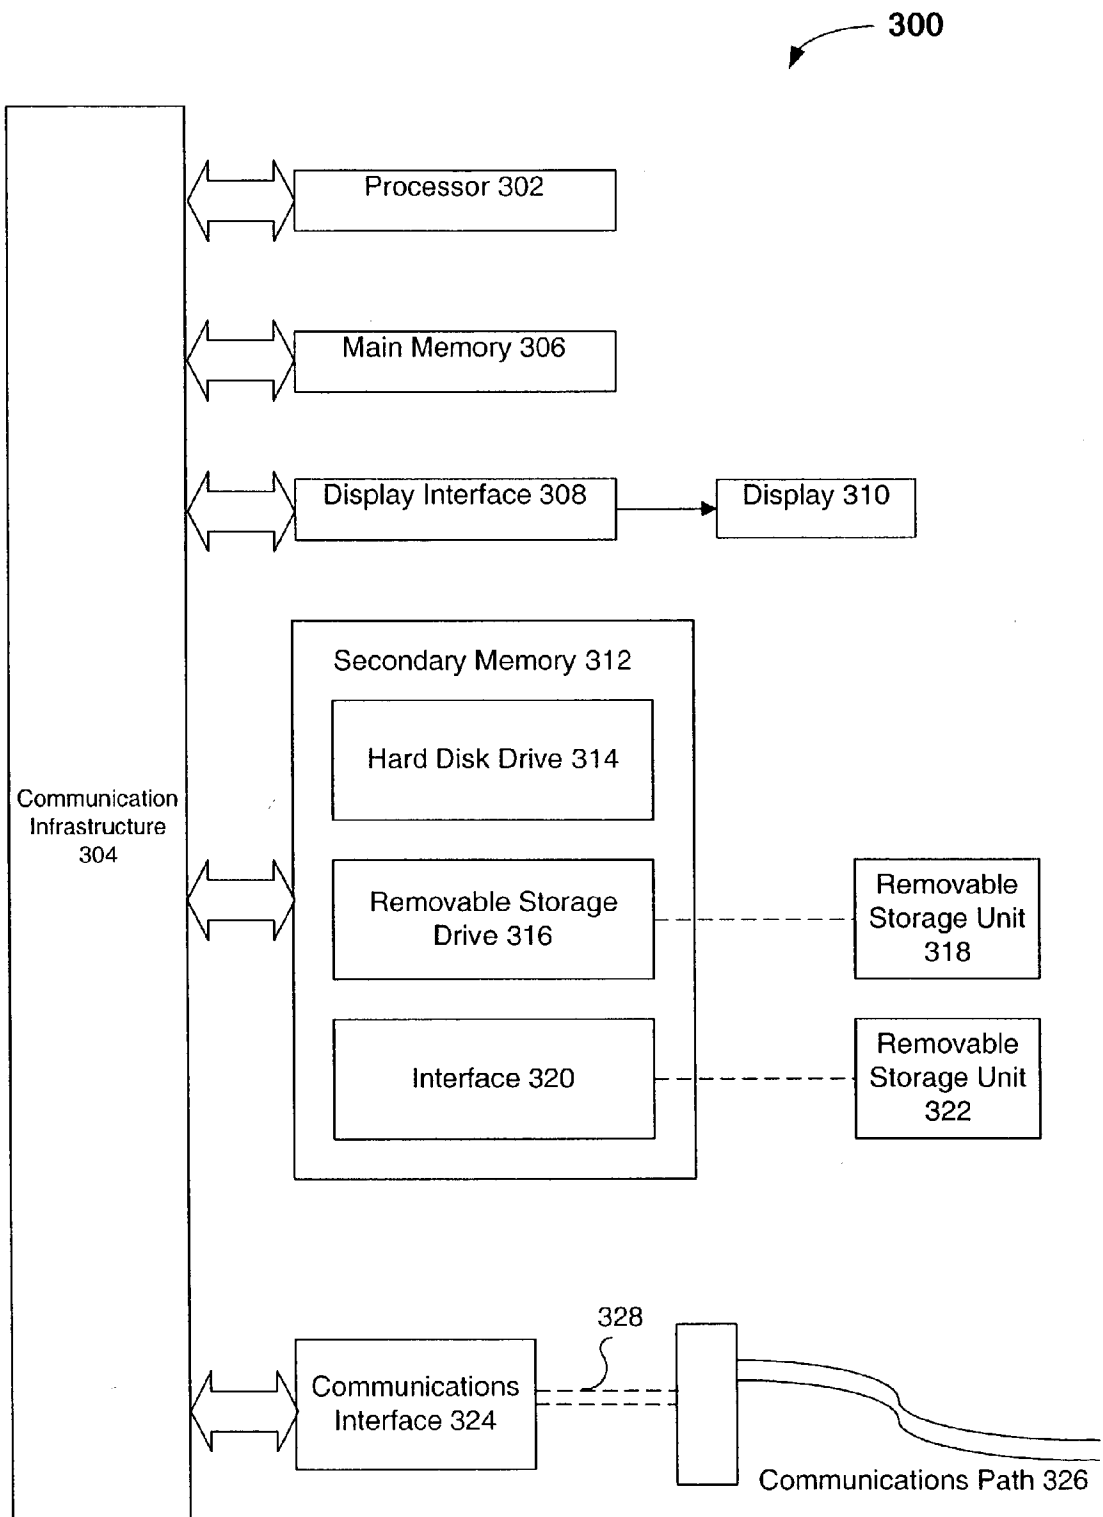 300
Processor 302
Main Memory 306
Display Interface 308
Display 310
Secondary Memory 312
Hard Disk Drive 314
Communication
Infrastructure
304
Removable Storage
Drive 316
Removable
Storage Unit
318
Interface 320
Removable
Storage Unit
322
328
Communications
Interface 324
Communications Path 326